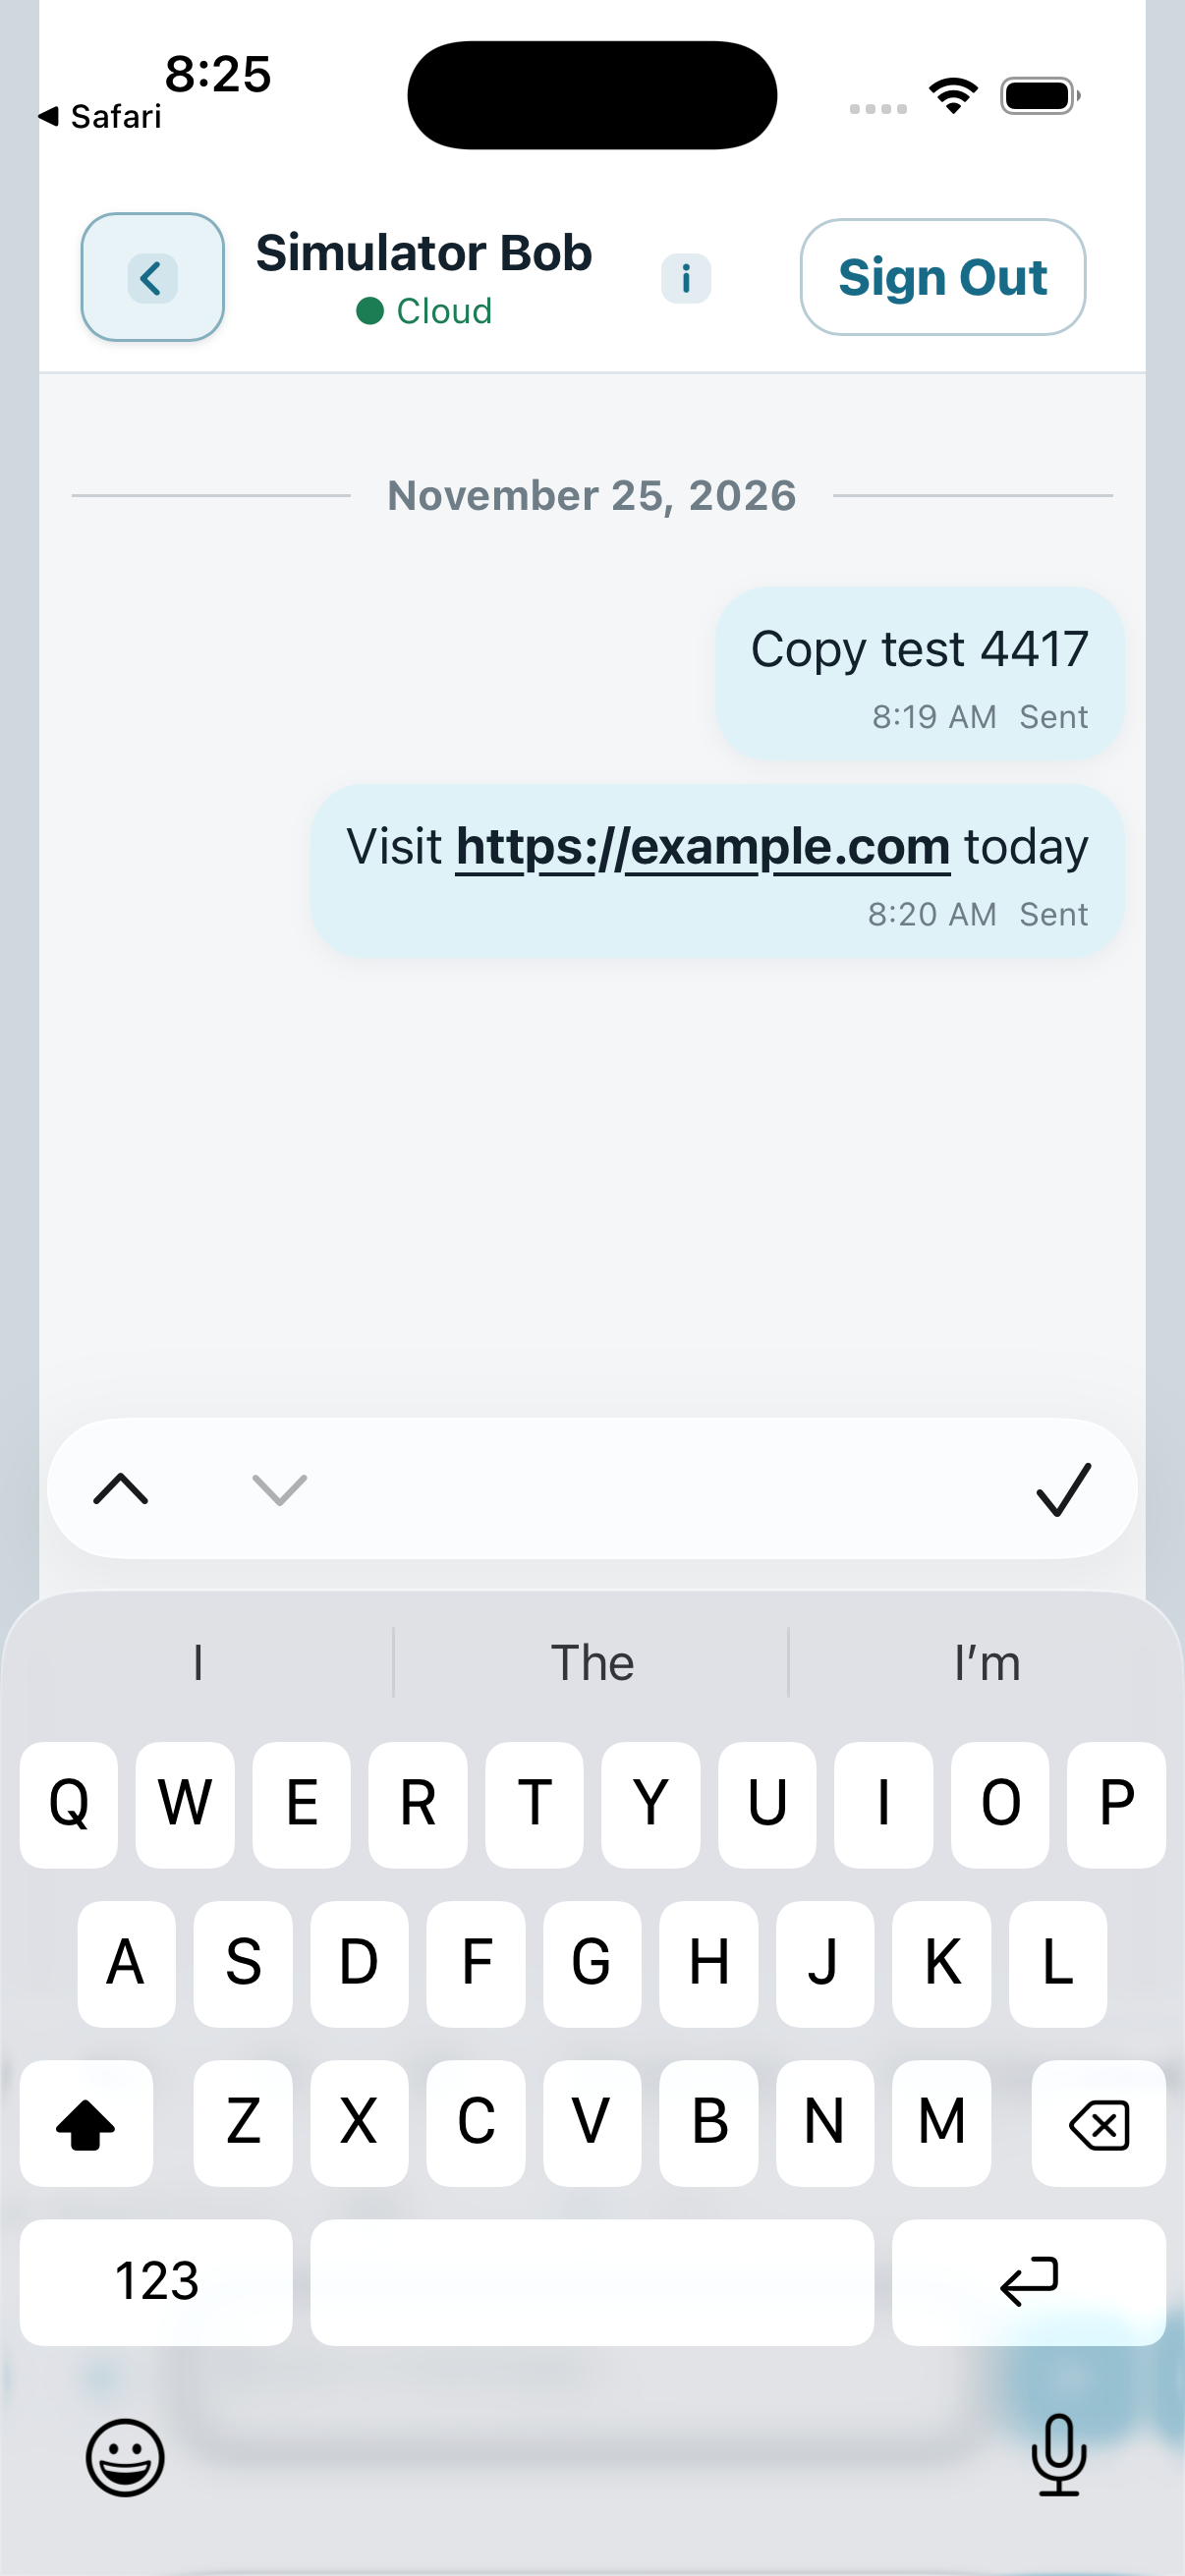 8:25
Safari
Simulator Bob
Cloud
i
Sign Out
November 25, 2026
Copy test 4417
8:19 AM Sent
Visit https://example.com today
8:20 AM Sent
I The I’m
Q W E R T Y U I O P
A S D F G H J K L
Z X C V B N M
123